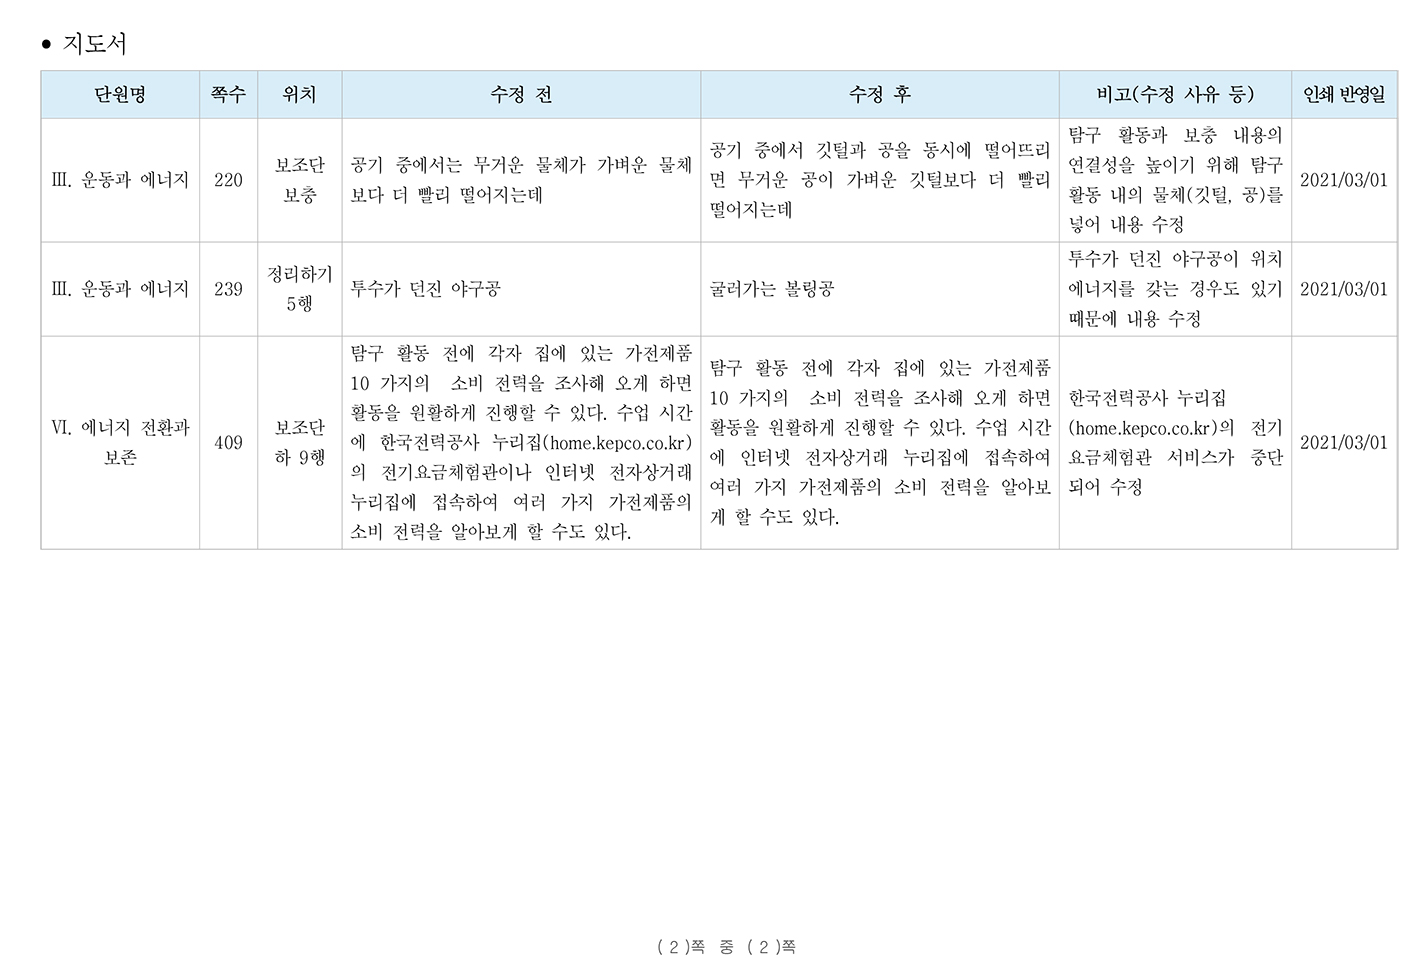 • 지도서
단원명 쪽수 위치 수정 전 수정 후 비고(수정 사유 등) 인쇄 반영일
Ⅲ. 운동과 에너지
220
보조단
보충
공기 중에서는 무거운 물체가 가벼운 물체
보다 더 빨리 떨어지는데
공기 중에서 깃털과 공을 동시에 떨어뜨리
면 무거운 공이 가벼운 깃털보다 더 빨리
떨어지는데
탐구 활동과 보충 내용의
연결성을 높이기 위해 탐구
활동 내의 물체(깃털, 공)를
넣어 내용 수정
2021/03/01
Ⅲ. 운동과 에너지
239
정리하기
5행
투수가 던진 야구공
굴러가는 볼링공
투수가 던진 야구공이 위치
에너지를 갖는 경우도 있기
때문에 내용 수정
2021/03/01
Ⅵ. 에너지 전환과
보존
409
보조단
하 9행
탐구 활동 전에 각자 집에 있는 가전제품
10 가지의 소비 전력을 조사해 오게 하면
활동을 원활하게 진행할 수 있다. 수업 시간
에 한국전력공사 누리집(home.kepco.co.kr)
의 전기요금체험관이나 인터넷 전자상거래
누리집에 접속하여 여러 가지 가전제품의
소비 전력을 알아보게 할 수도 있다.
탐구 활동 전에 각자 집에 있는 가전제품
10 가지의 소비 전력을 조사해 오게 하면
활동을 원활하게 진행할 수 있다. 수업 시간
에 인터넷 전자상거래 누리집에 접속하여
여러 가지 가전제품의 소비 전력을 알아보
게 할 수도 있다.
한국전력공사 누리집
(home.kepco.co.kr)의 전기
요금체험관 서비스가 중단
되어 수정
2021/03/01
( 2 )쪽 중 ( 2 )쪽